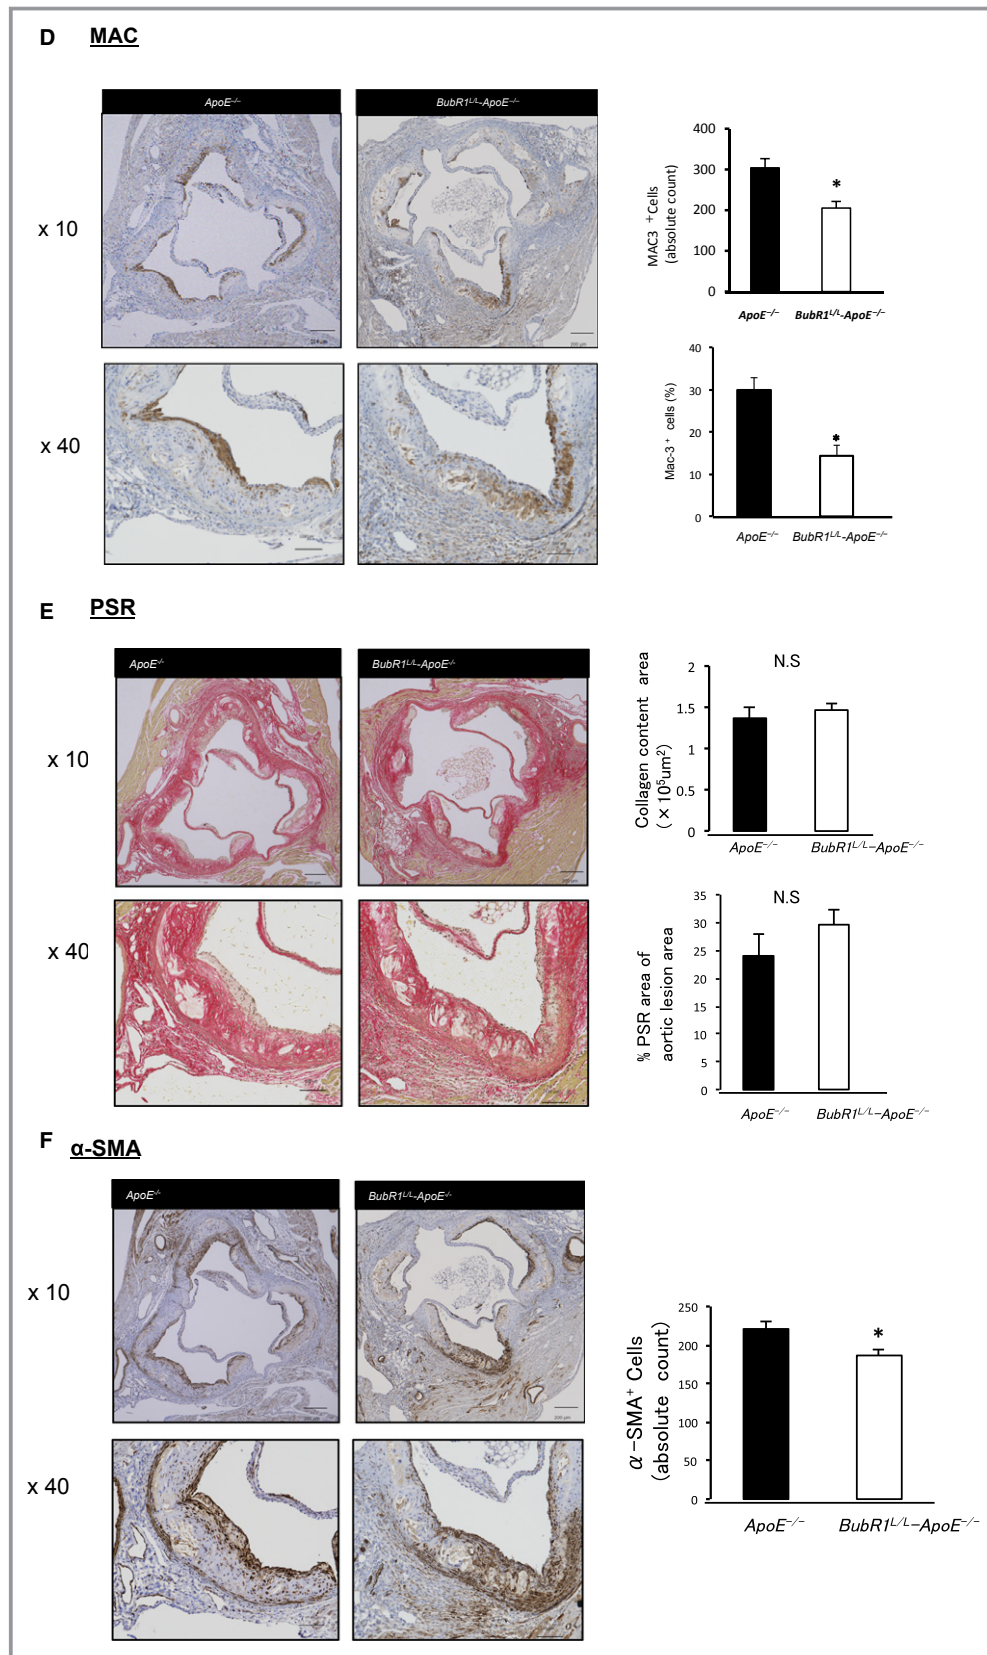 D MAC
ApoE⁻/⁻ BubR1ᴸ/ᴸ-ApoE⁻/⁻
x 10
x 40
MAC3 ⁺Cells
(absolute count)
400
300
200
100
0
*
ApoE⁻/⁻ BubR1ᴸ/ᴸ-ApoE⁻/⁻
Mac-3⁺ cells (%)
40
30
20
10
0
*
ApoE⁻/⁻ BubR1ᴸ/ᴸ-ApoE⁻/⁻
E PSR
ApoE⁻/⁻ BubR1ᴸ/ᴸ-ApoE⁻/⁻
x 10
x 40
Collagen content area
(×10⁵um²)
N.S
2
1.5
1
0.5
0
ApoE⁻/⁻ BubR1ᴸ/ᴸ-ApoE⁻/⁻
% PSR area of
aortic lesion area
N.S
35
30
25
20
15
10
5
0
ApoE⁻/⁻ BubR1ᴸ/ᴸ-ApoE⁻/⁻
F α-SMA
ApoE⁻/⁻ BubR1ᴸ/ᴸ-ApoE⁻/⁻
x 10
200 µm
x 40
α-SMA⁺ Cells
(absolute count)
250
200
150
100
50
0
*
ApoE⁻/⁻ BubR1ᴸ/ᴸ-ApoE⁻/⁻